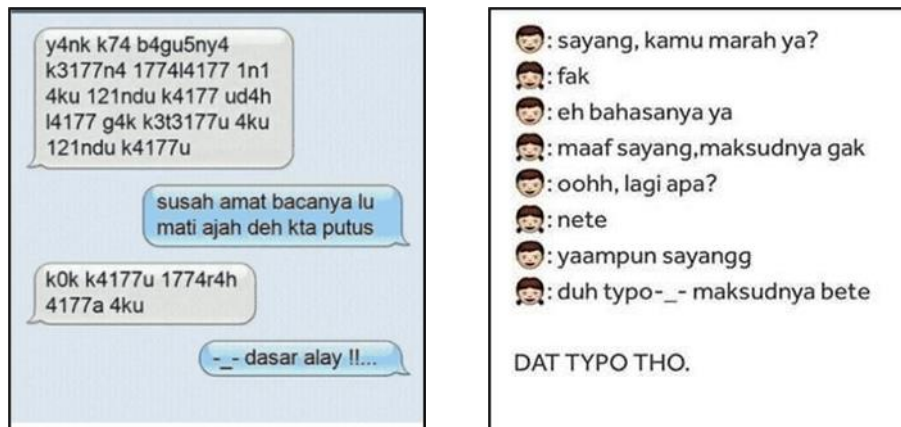 y4nk k74 b4gu5ny4
k3177n4 1774l4177 1n1
4ku 121ndu k4177 ud4h
l4177 g4k k3t3177u 4ku
121ndu k4177u
susah amat bacanya lu
mati ajah deh kta putus
k0k k4177u 1774r4h
4177a 4ku
-_- dasar alay !!...
: sayang, kamu marah ya?
: fak
: eh bahasanya ya
: maaf sayang,maksudnya gak
: oohh, lagi apa?
: nete
: yaampun sayangg
: duh typo-_- maksudnya bete
DAT TYPO THO.